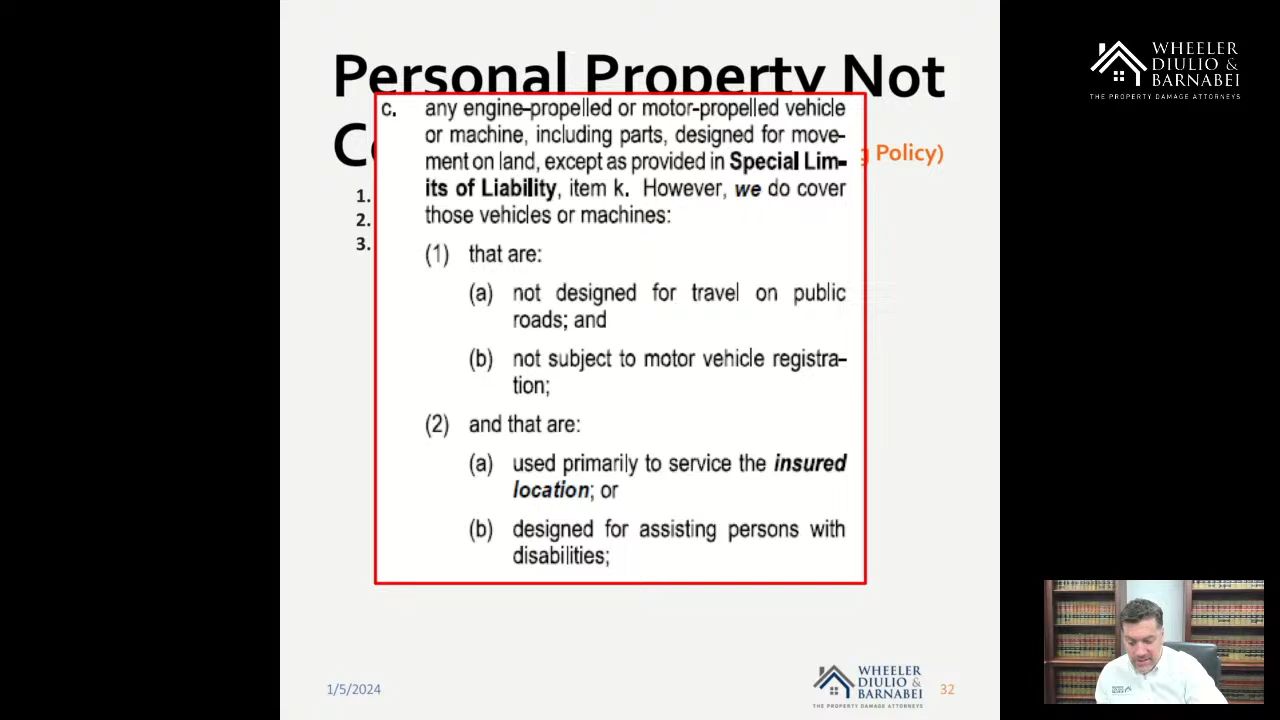 Personal Property Not
Policy)
1.
2.
3.
c. any engine-propelled or motor-propelled vehicle
or machine, including parts, designed for move-
ment on land, except as provided in Special Lim-
its of Liability, item k. However, we do cover
those vehicles or machines:
(1) that are:
(a) not designed for travel on public
roads; and
(b) not subject to motor vehicle registra-
tion;
(2) and that are:
(a) used primarily to service the insured
location; or
(b) designed for assisting persons with
disabilities;
1/5/2024
WHEELER
DIULIO &
BARNABEI
THE PROPERTY DAMAGE ATTORNEYS
32
WHEELER
DIULIO &
BARNABEI
THE PROPERTY DAMAGE ATTORNEYS